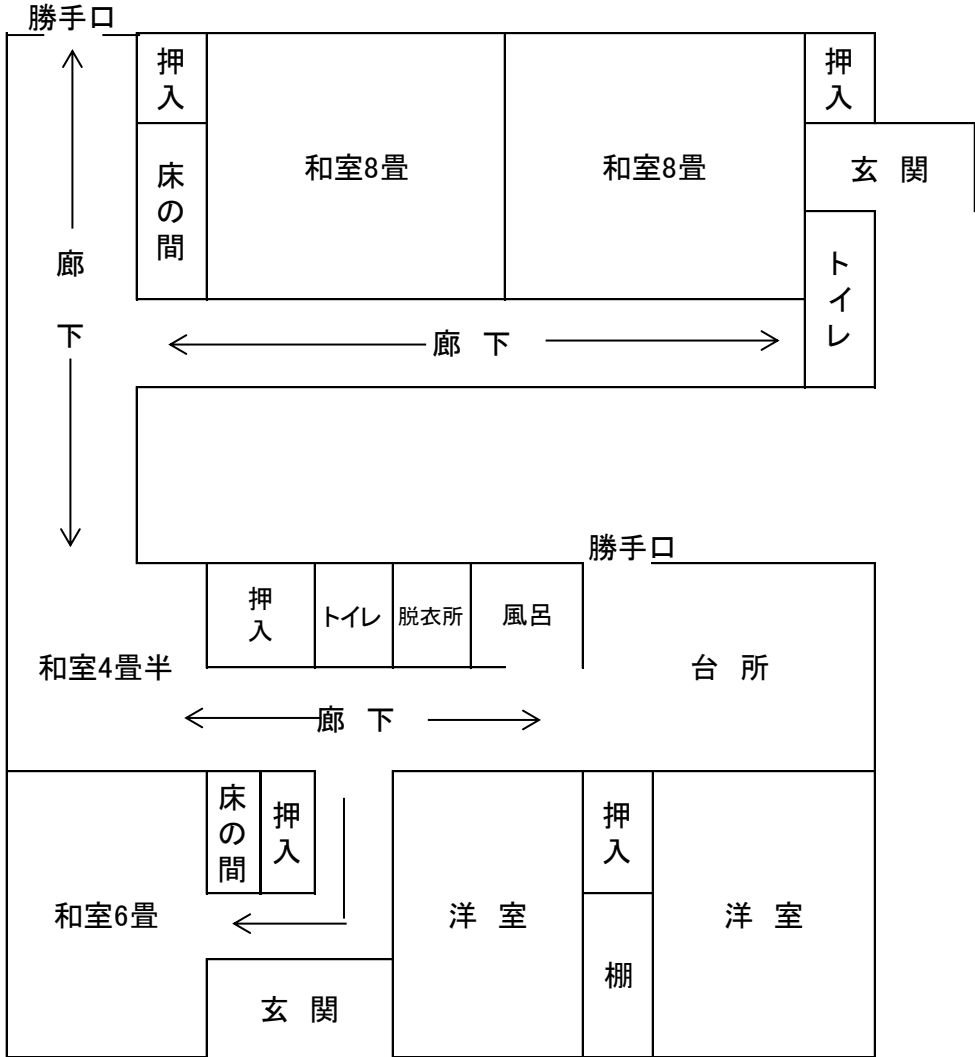 勝手口
押入
押入
和室8畳
和室8畳
玄 関
床の間
廊下
トイレ
廊 下
勝手口
押入
トイレ
脱衣所
風呂
和室4畳半
台 所
廊 下
床の間
押入
押入
和室6畳
洋 室
洋 室
棚
玄 関